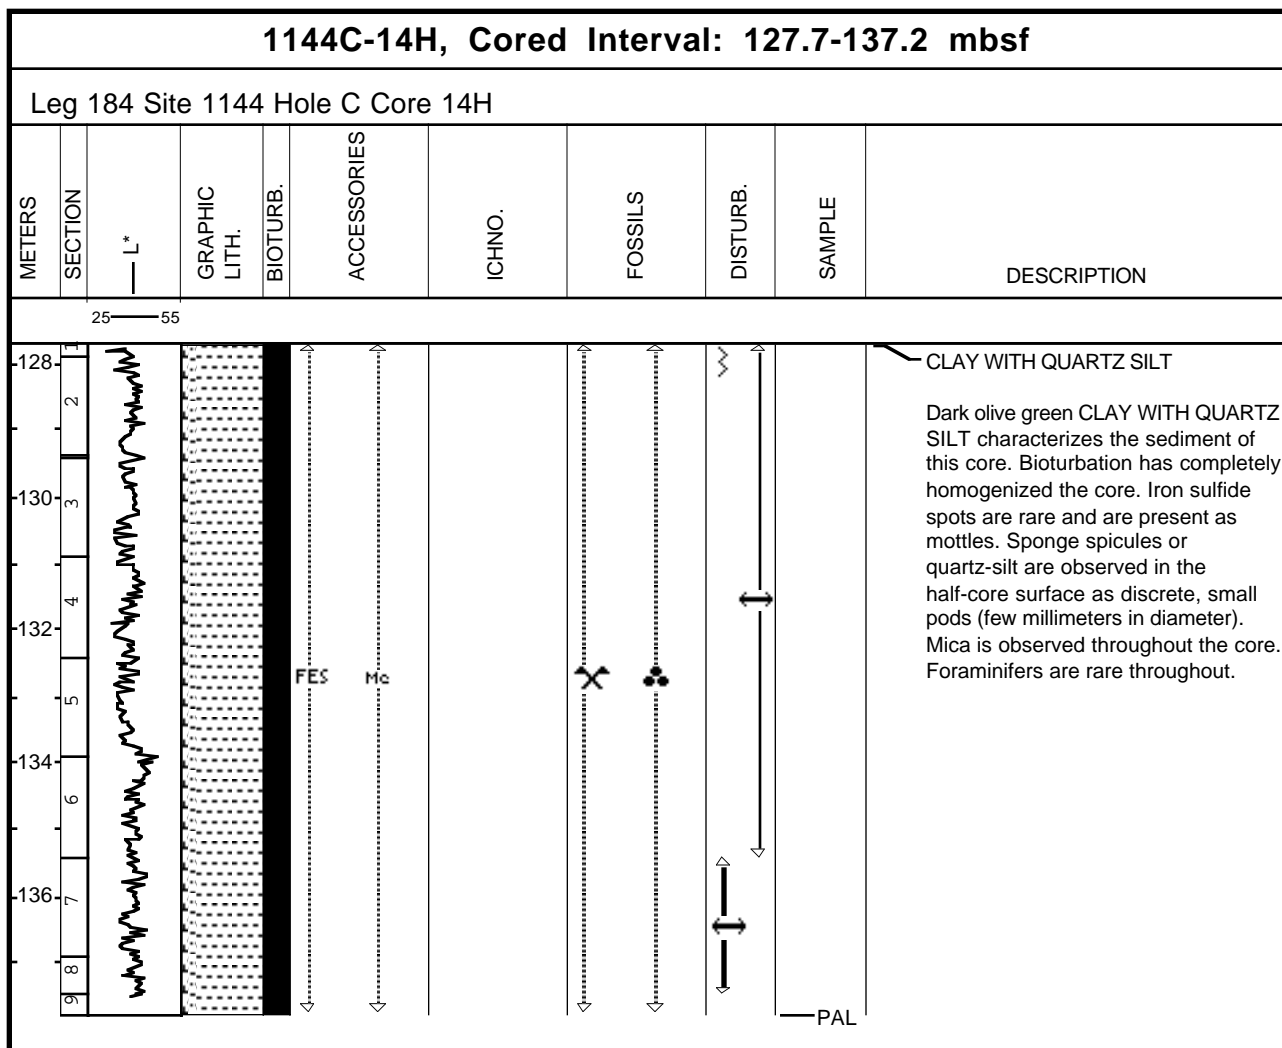 1144C-14H, Cored Interval: 127.7-137.2 mbsf
Leg 184 Site 1144 Hole C Core 14H
METERS
SECTION
L*
GRAPHIC
LITH.
BIOTURB.
ACCESSORIES
ICHNO.
FOSSILS
DISTURB.
SAMPLE
DESCRIPTION
25 55
1
-128-
2
3
-130-
4
-132-
5
-134-
6
7
-136-
8
9
FES Mc
PAL
CLAY WITH QUARTZ SILT
Dark olive green CLAY WITH QUARTZ
SILT characterizes the sediment of
this core. Bioturbation has completely
homogenized the core. Iron sulfide
spots are rare and are present as
mottles. Sponge spicules or
quartz-silt are observed in the
half-core surface as discrete, small
pods (few millimeters in diameter).
Mica is observed throughout the core.
Foraminifers are rare throughout.